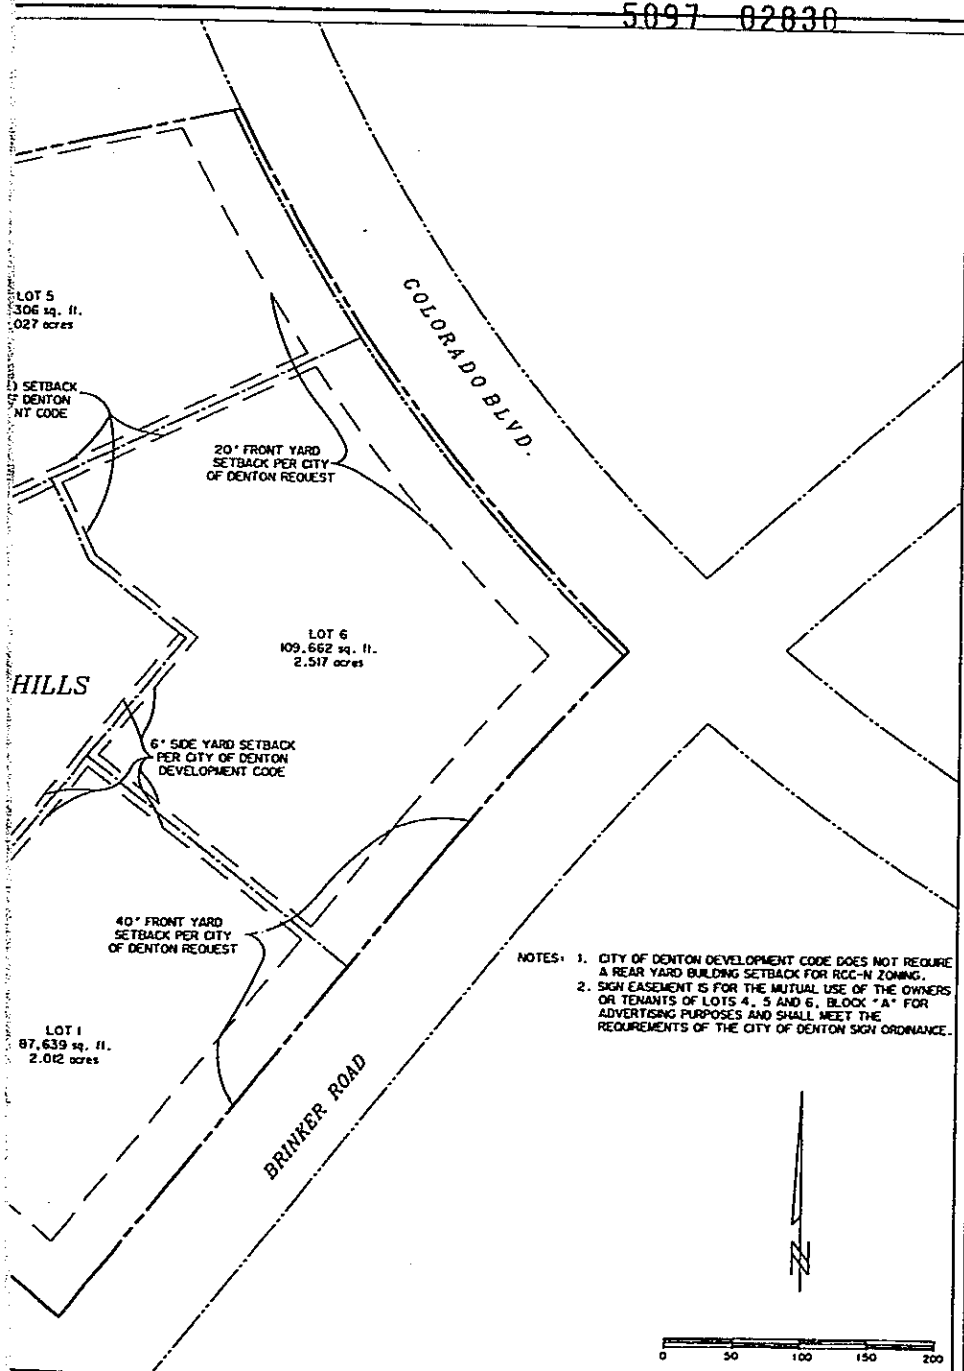 5097 02830
LOT 5
306 sq. ft.
027 acres
SETBACK
DENTON
NT CODE
COLORADO BLVD.
20' FRONT YARD
SETBACK PER CITY
OF DENTON REQUEST
LOT 6
109,662 sq. ft.
2.517 acres
HILLS
6' SIDE YARD SETBACK
PER CITY OF DENTON
DEVELOPMENT CODE
40' FRONT YARD
SETBACK PER CITY
OF DENTON REQUEST
NOTES: 1. CITY OF DENTON DEVELOPMENT CODE DOES NOT REQUIRE
A REAR YARD BUILDING SETBACK FOR RCC-N ZONING.
2. SIGN EASEMENT IS FOR THE MUTUAL USE OF THE OWNERS
OR TENANTS OF LOTS 4, 5 AND 6, BLOCK "A" FOR
ADVERTISING PURPOSES AND SHALL MEET THE
REQUIREMENTS OF THE CITY OF DENTON SIGN ORDINANCE.
LOT 1
87,639 sq. ft.
2.012 acres
BRINKER ROAD
N
0 50 100 150 200